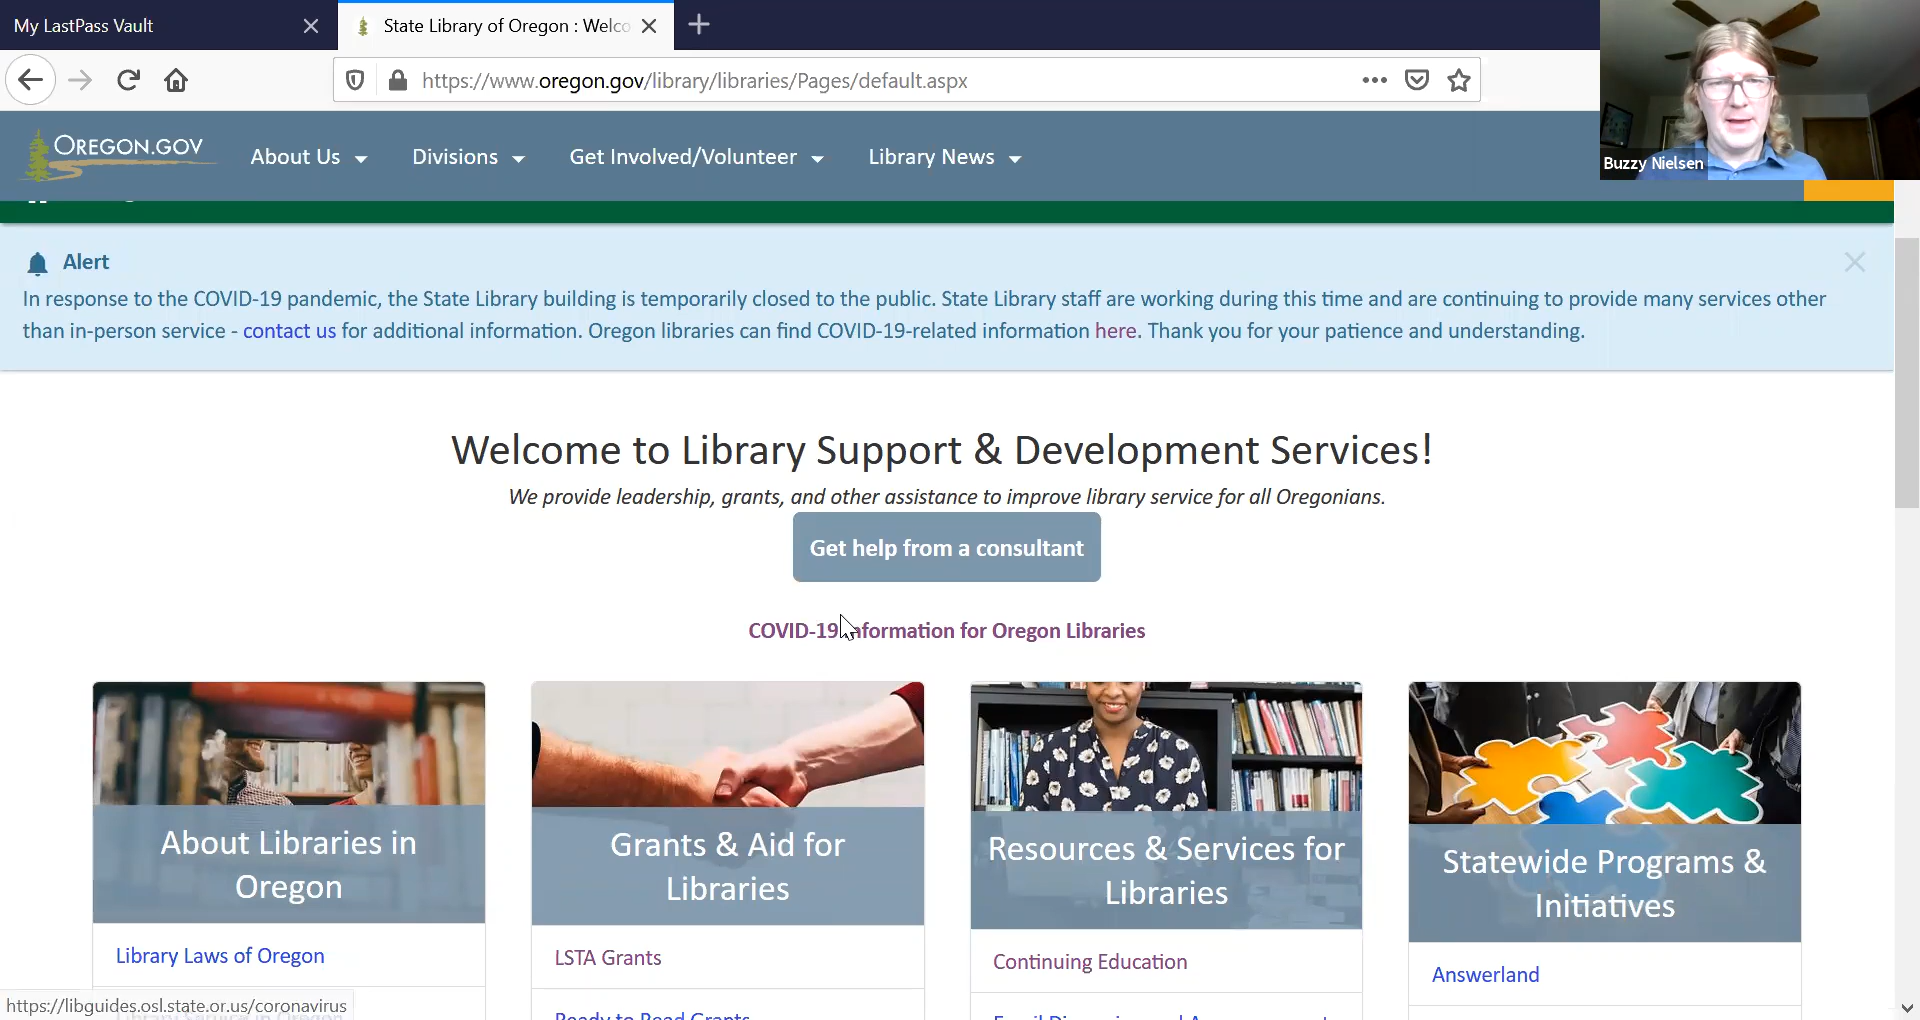 My LastPass Vault
State Library of Oregon : Welco
https://www.oregon.gov/library/libraries/Pages/default.aspx
Buzzy Nielsen
OREGON.GOV
About Us
Divisions
Get Involved/Volunteer
Library News
Alert
In response to the COVID-19 pandemic, the State Library building is temporarily closed to the public. State Library staff are working during this time and are continuing to provide many services other
than in-person service - contact us for additional information. Oregon libraries can find COVID-19-related information here. Thank you for your patience and understanding.
Welcome to Library Support & Development Services!
We provide leadership, grants, and other assistance to improve library service for all Oregonians.
Get help from a consultant
COVID-19 Information for Oregon Libraries
About Libraries in
Oregon
Grants & Aid for
Libraries
Resources & Services for
Libraries
Statewide Programs &
Initiatives
Library Laws of Oregon
LSTA Grants
Continuing Education
Answerland
https://libguides.osl.state.or.us/coronavirus
Ready to Read Grants